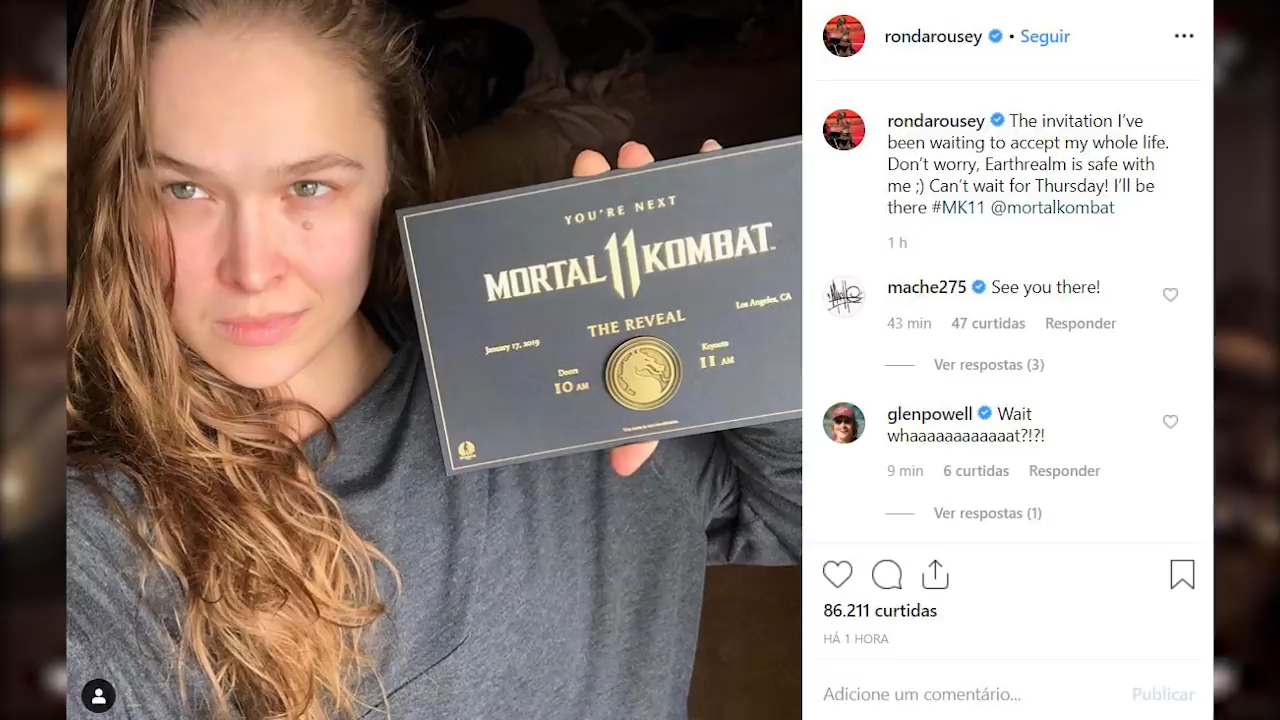 YOU'RE NEXT
MORTAL 11 KOMBAT
Los Angeles, CA
THE REVEAL
January 17, 2019
Doors
10 AM
Keynote
11 AM
rondarousey • Seguir
rondarousey The invitation I've
been waiting to accept my whole life.
Don't worry, Earthrealm is safe with
me ;) Can't wait for Thursday! I'll be
there #MK11 @mortalkombat
1 h
mache275 See you there!
43 min 47 curtidas Responder
Ver respostas (3)
glenpowell Wait
whaaaaaaaaaaaat?!?!
9 min 6 curtidas Responder
Ver respostas (1)
86.211 curtidas
HÁ 1 HORA
Adicione um comentário... Publicar